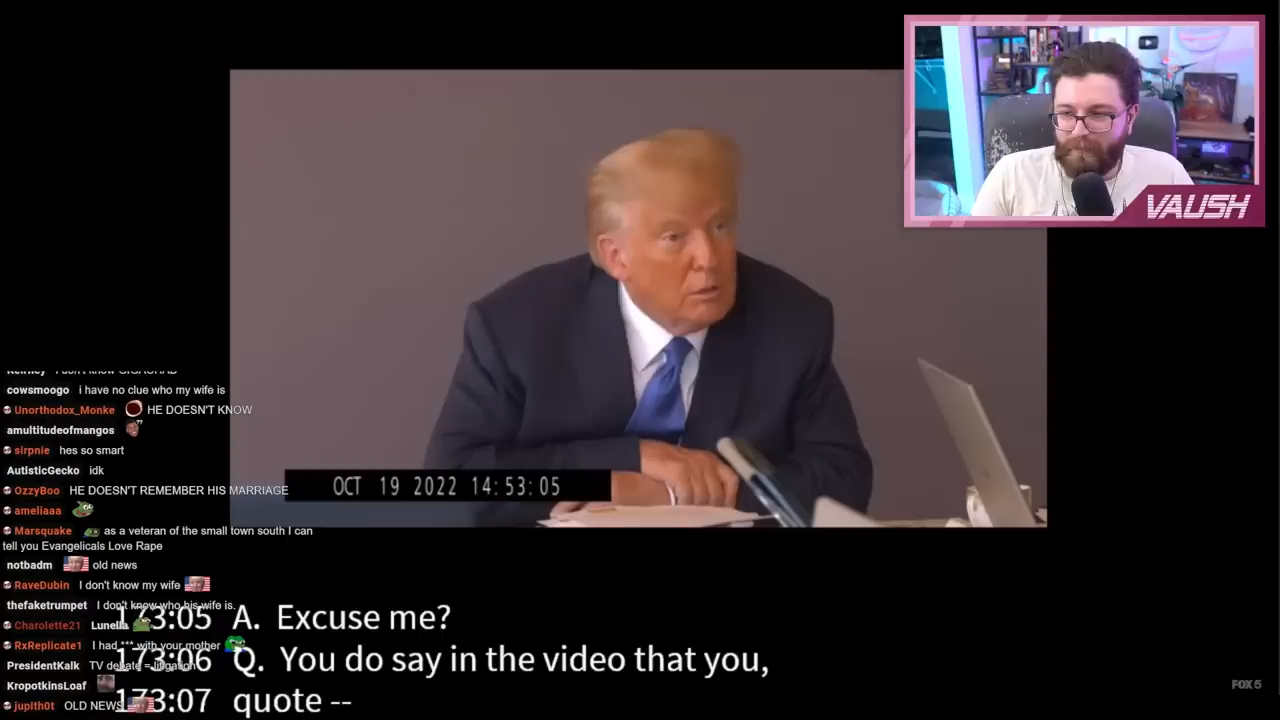 VAUSH
cowsmoogo i have no clue who my wife is
Unorthodox_Monke HE DOESN'T KNOW
amultitudeofmangos
sirpnie hes so smart
AutisticGecko idk
OzzyBoo HE DOESN'T REMEMBER HIS MARRIAGE
ameliaaa
Marsquake as a veteran of the small town south I can
tell you Evangelicals Love Rape
notbadm old news
RaveDubin I don't know my wife
thefaketrumpet I don't know who his wife is.
Charolette21 Lunella
RxReplicate1 I had *** with your mother
PresidentKalk TV debate = litigation
KropotkinsLoaf
jupith0t OLD NEWS
OCT 19 2022 14:53:05
173:05 A. Excuse me?
173:06 Q. You do say in the video that you,
173:07 quote --
FOX 5